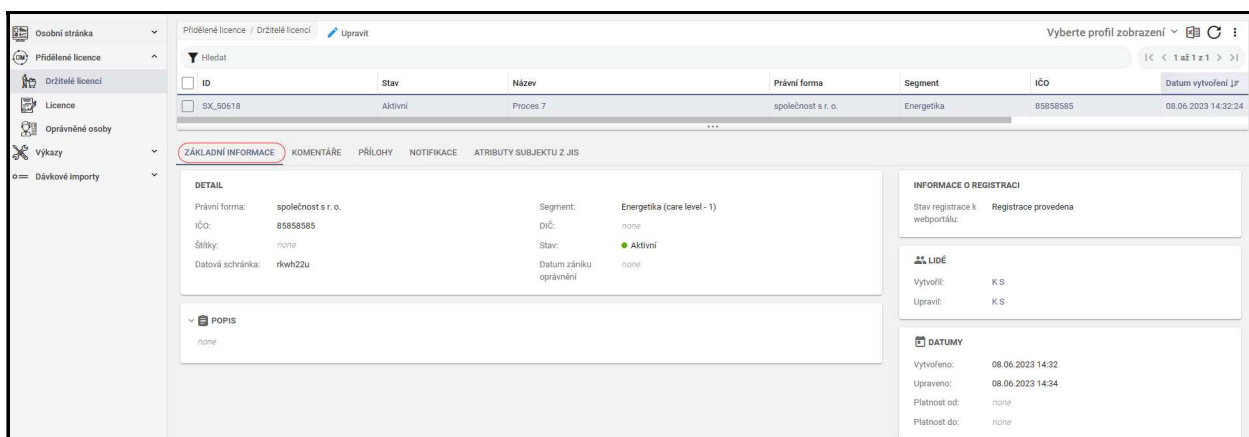 Osobní stránka
Přidělené licence
Držitelé licencí
Licence
Oprávněné osoby
Výkazy
Dávkové importy
Přidělené licence / Držitelé licencí
Upravit
Vyberte profil zobrazení
Hledat
1 až 1 z 1
ID Stav Název Právní forma Segment IČO Datum vytvoření
SX_50618 Aktivní Proces 7 společnost s r. o. Energetika 85858585 08.06.2023 14:32:24
ZÁKLADNÍ INFORMACE KOMENTÁŘE PŘÍLOHY NOTIFIKACE ATRIBUTY SUBJEKTU Z JIS
DETAIL
Právní forma: společnost s r. o. Segment: Energetika (care level - 1)
IČO: 85858585 DIČ: none
Štítky: none Stav: Aktivní
Datová schránka: rkwh22u Datum zániku
oprávnění none
POPIS
none
INFORMACE O REGISTRACI
Stav registrace k Registrace provedena
webportálu:
LIDÉ
Vytvořil: K S
Upravil: K S
DATUMY
Vytvořeno: 08.06.2023 14:32
Upraveno: 08.06.2023 14:34
Platnost od: none
Platnost do: none